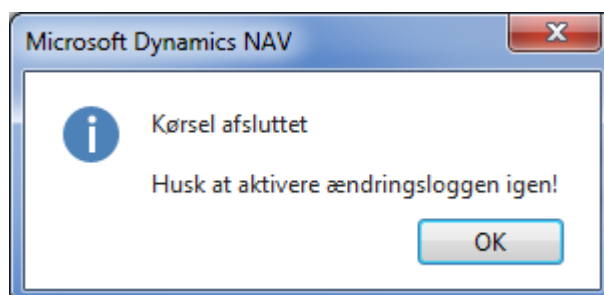 Microsoft Dynamics NAV
Kørsel afsluttet
Husk at aktivere ændringsloggen igen!
OK